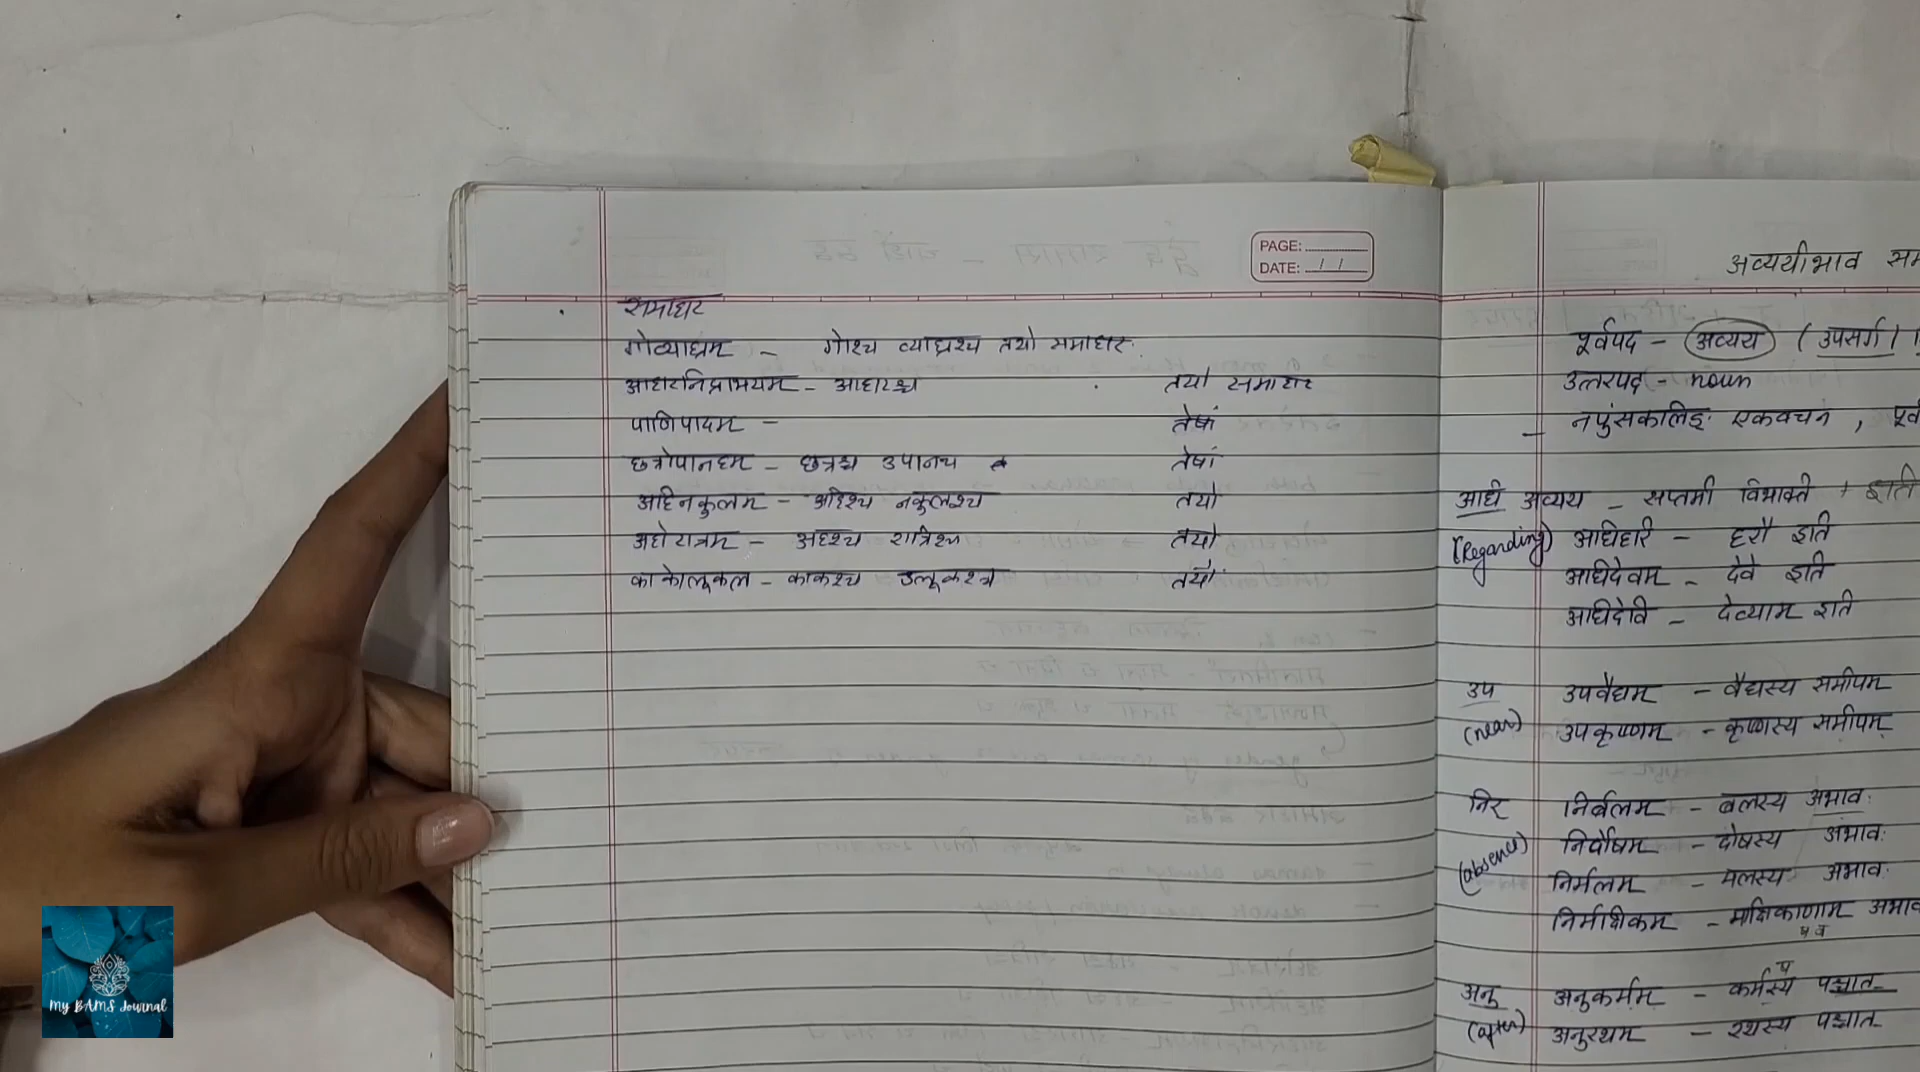 PAGE:
DATE: 11
समाहार
गोव्याघ्रम - गोश्च व्याघ्रश्च तयो समाहारः
आहारनिद्राभयम - आहारश्च तयो समाहार
पाणिपादम - तेषां
छत्रोपानहम - छत्रश्च उपानच तेषां
अहिनकुलम - अहिश्च नकुलश्च तयो
अहोरात्रम - अहश्च रात्रिश्च तयो
काकोलूकल - काकश्च उलूकश्च तयोः
अव्ययीभाव सम
पूर्वपद - अव्यय ( उपसर्ग /
उत्तरपद - noun
- नपुंसकलिङ्ग एकवचन , पूर्व
अधि अव्यय - सप्तमी विभक्ति + इति
(Regarding) अधिहरि - हरौ इति
अधिदेवम - देवे इति
अधिदेवि - देव्याम इति
उप उपवैद्यम - वैद्यस्य समीपम
(near) उपकृष्णम - कृष्णस्य समीपम्
निर् निर्बलम - बलस्य अभावः
(absence) निर्दोषम - दोषस्य अभावः
निर्मलम - मलस्य अभावः
निर्माक्षिकम - माक्षिकाणाम अभाव
अनु अनुकर्मम - कर्मस्य पश्चात
(after) अनुरथम - रथस्य पश्चात
My BAMS Journal